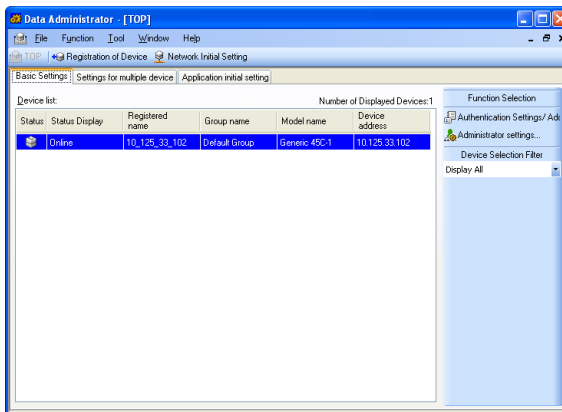 Data Administrator - [TOP]
File Function Tool Window Help
TOP Registration of Device Network Initial Setting
Basic Settings Settings for multiple device Application initial setting
Device list: Number of Displayed Devices:1
Status Status Display Registered name Group name Model name Device address
Online 10_125_33_102 Default Group Generic 45C-1 10.125.33.102
Function Selection
Authentication Settings/ Add
Administrator settings...
Device Selection Filter
Display All